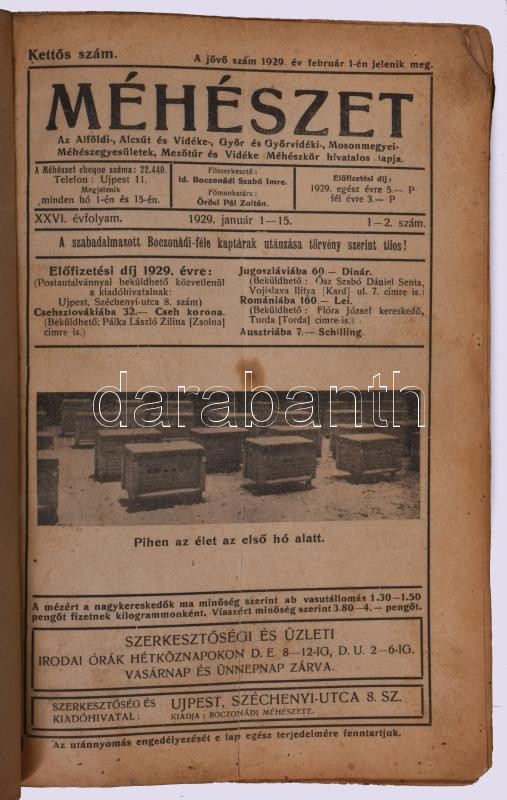 Kettős szám.
A jövő szám 1929. év február 1-én jelenik meg.
MÉHÉSZET
Az Alföldi-, Alcsút és Vidéke-, Győr és Győrvidéki-, Mosonmegyei-
Méhészegyesületek, Mezőtúr és Vidéke Méhészkör hivatalos lapja.
A Méhészet cheque száma: 22.440.
Telefon: Ujpest 11.
Megjelenik
minden hó 1-én és 15-én.
Főszerkesztő:
Id. Boczonádi Szabó Imre.
Főmunkatárs:
Örösi Pál Zoltán.
Előfizetési díj:
1929. egész évre 5.— P
fél évre 3.— P
XXVI. évfolyam.
1929. január 1—15.
1—2. szám.
A szabadalmazott Boczonádi-féle kaptárak utánzása törvény szerint tilos!
Előfizetési díj 1929. évre:
(Postautalvánnyal beküldhető közvetlenül
a kiadóhivatalnak:
Ujpest, Széchenyi-utca 8. szám)
Csehszlovákiába 32.— Cseh korona.
(Beküldhető: Pálka László Zilina [Zsolna]
címre is.)
Jugoszláviába 60.— Dinár.
(Beküldhető: Ősz Szabó Dániel Senta,
Vojislava Ilitya [Kard] ul. 7. címre is.)
Romániába 160.— Lei.
(Beküldhető: Flóra József kereskedő,
Turda [Torda] címre is.)
Ausztriába 7.— Schilling.
darabanth
Pihen az élet az első hó alatt.
A mézért a nagykereskedők ma minőség szerint ab vasutállomás 1.30—1.50
pengőt fizetnek kilogrammonként. Viaszért minőség szerint 3.80—4.— pengőt.
SZERKESZTŐSÉGI ÉS ÜZLETI
IRODAI ÓRÁK HÉTKÖZNAPOKON D. E. 8—12-IG, D. U. 2—6-IG.
VASÁRNAP ÉS ÜNNEPNAP ZÁRVA.
SZERKESZTŐSÉG ÉS
KIADÓHIVATAL:
UJPEST, SZÉCHENYI-UTCA 8. SZ.
KIADJA: BOCZONÁDI MÉHÉSZETE.
Az utánnyomás engedélyezését e lap egész terjedelmére fenntartjuk.